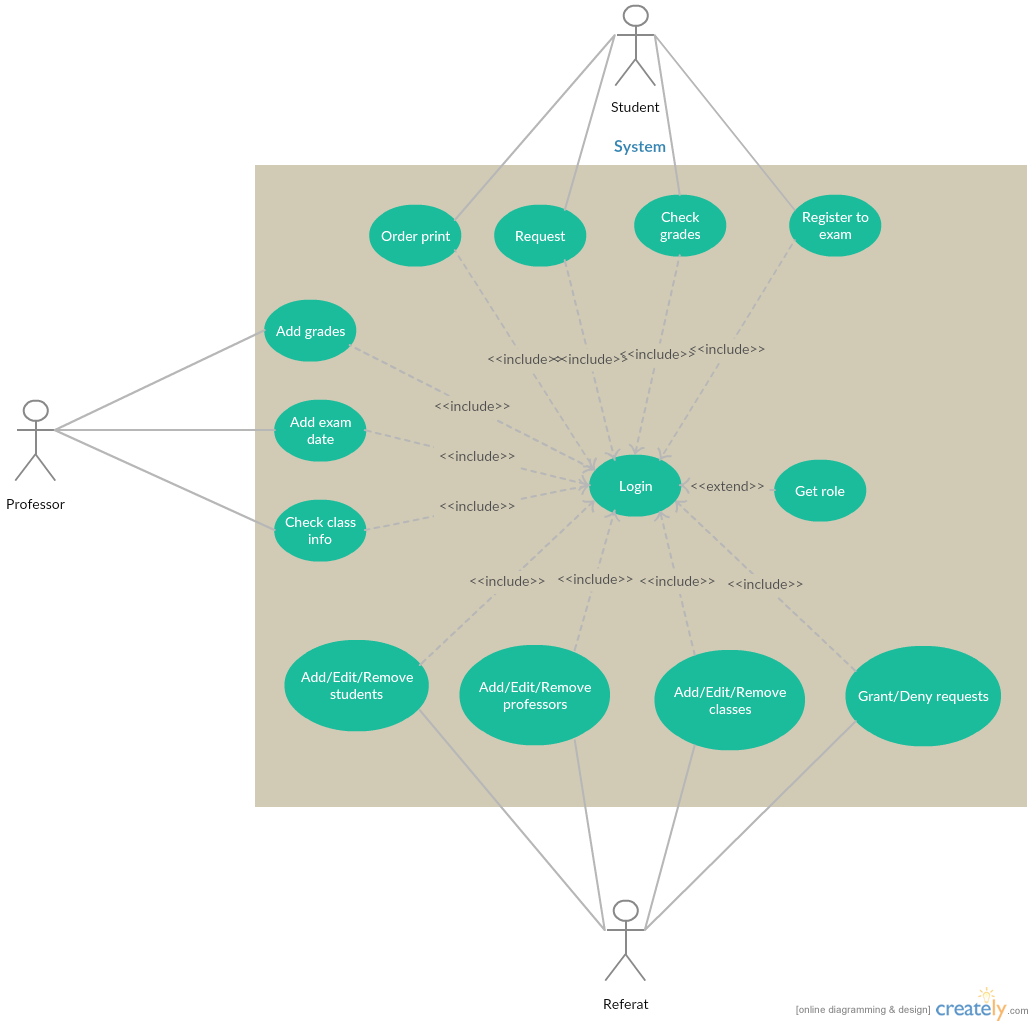 Student
System
Order print
Request
Check
grades
Register to
exam
Add grades
<<include>>
<<include>>
<<include>>
<<include>>
<<include>>
Professor
Add exam
date
<<include>>
Login
<<extend>>
Get role
Check class
info
<<include>>
<<include>>
<<include>>
<<include>>
<<include>>
Add/Edit/Remove
students
Add/Edit/Remove
professors
Add/Edit/Remove
classes
Grant/Deny requests
Referat
[online diagramming & design] creately.com